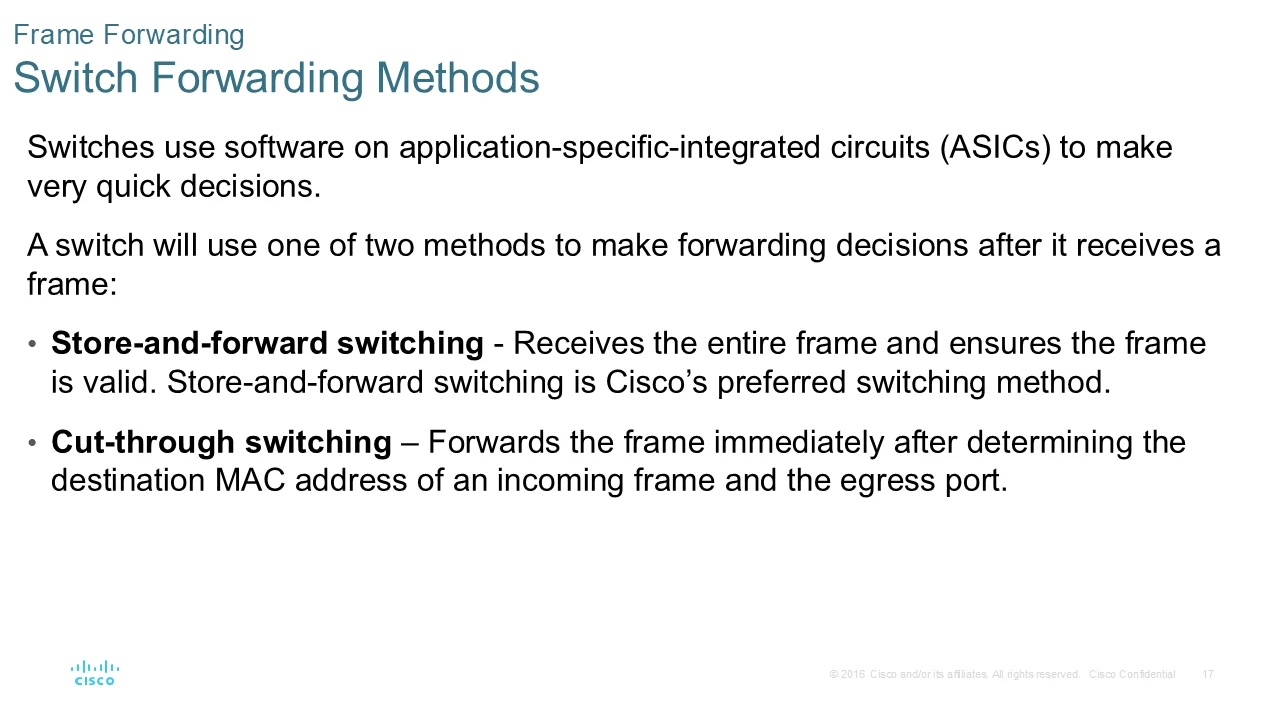 Frame Forwarding
Switch Forwarding Methods
Switches use software on application-specific-integrated circuits (ASICs) to make
very quick decisions.
A switch will use one of two methods to make forwarding decisions after it receives a
frame:
• Store-and-forward switching - Receives the entire frame and ensures the frame
is valid. Store-and-forward switching is Cisco’s preferred switching method.
• Cut-through switching – Forwards the frame immediately after determining the
destination MAC address of an incoming frame and the egress port.
CISCO
© 2016 Cisco and/or its affiliates. All rights reserved. Cisco Confidential 17